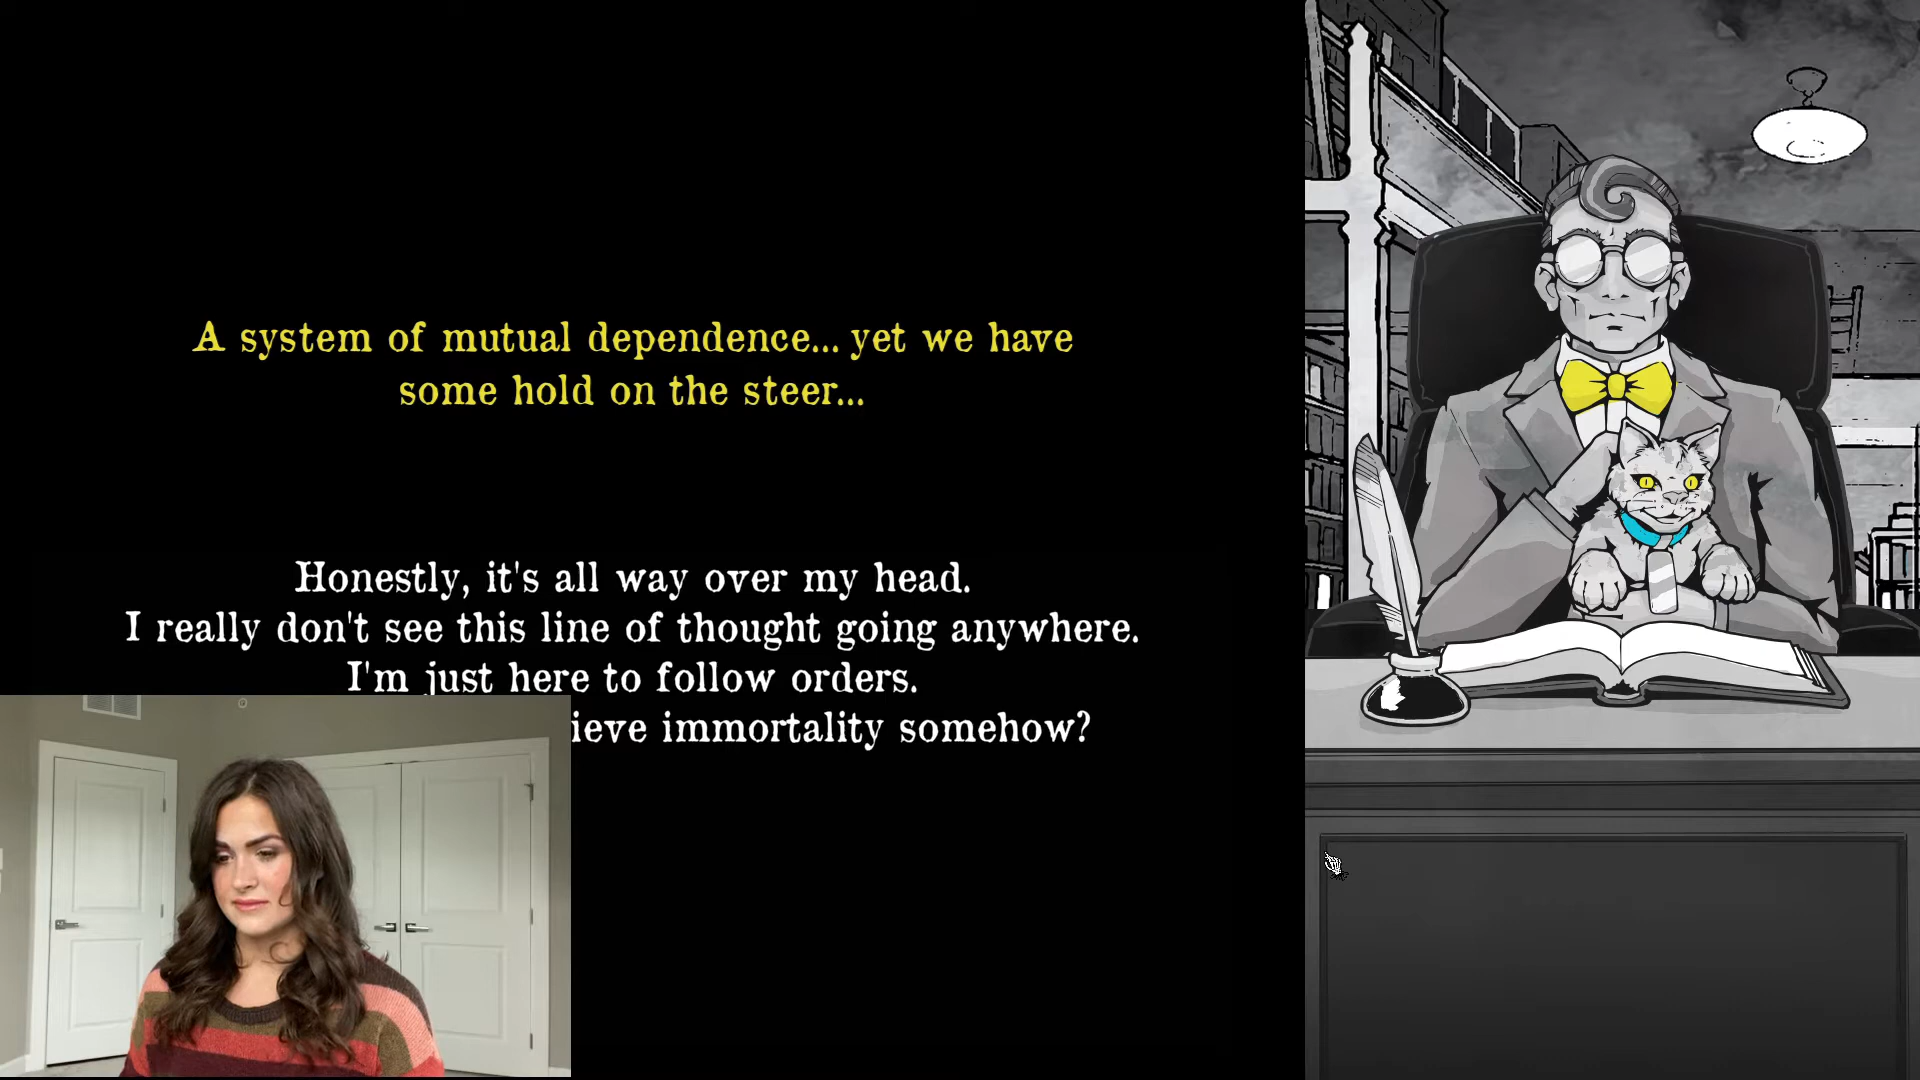 A system of mutual dependence... yet we have
some hold on the steer...
Honestly, it's all way over my head.
I really don't see this line of thought going anywhere.
I'm just here to follow orders.
ieve immortality somehow?